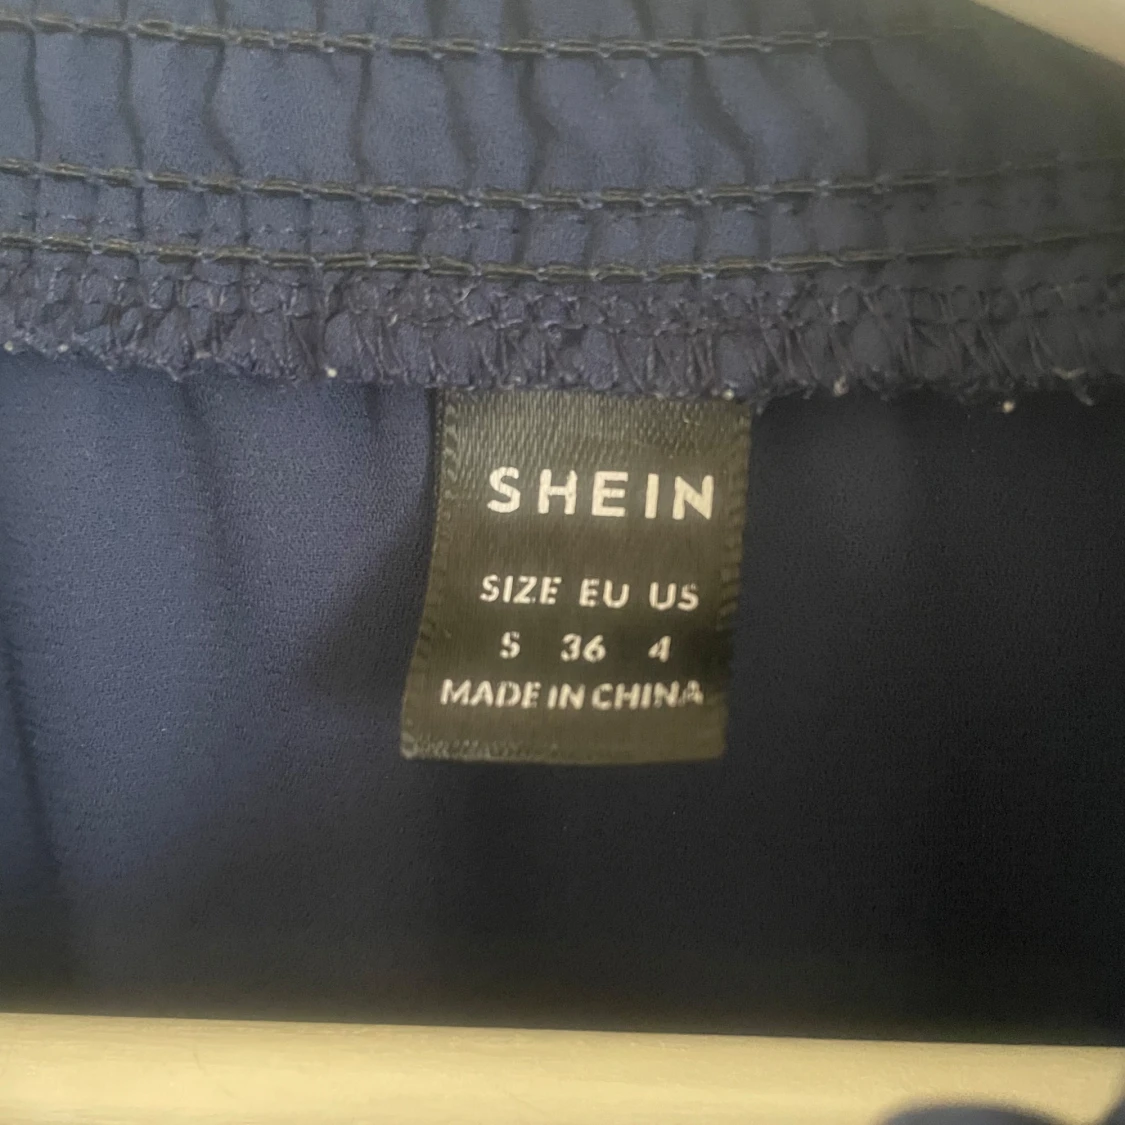 SHEIN
SIZE EU US
S 36 4
MADE IN CHINA